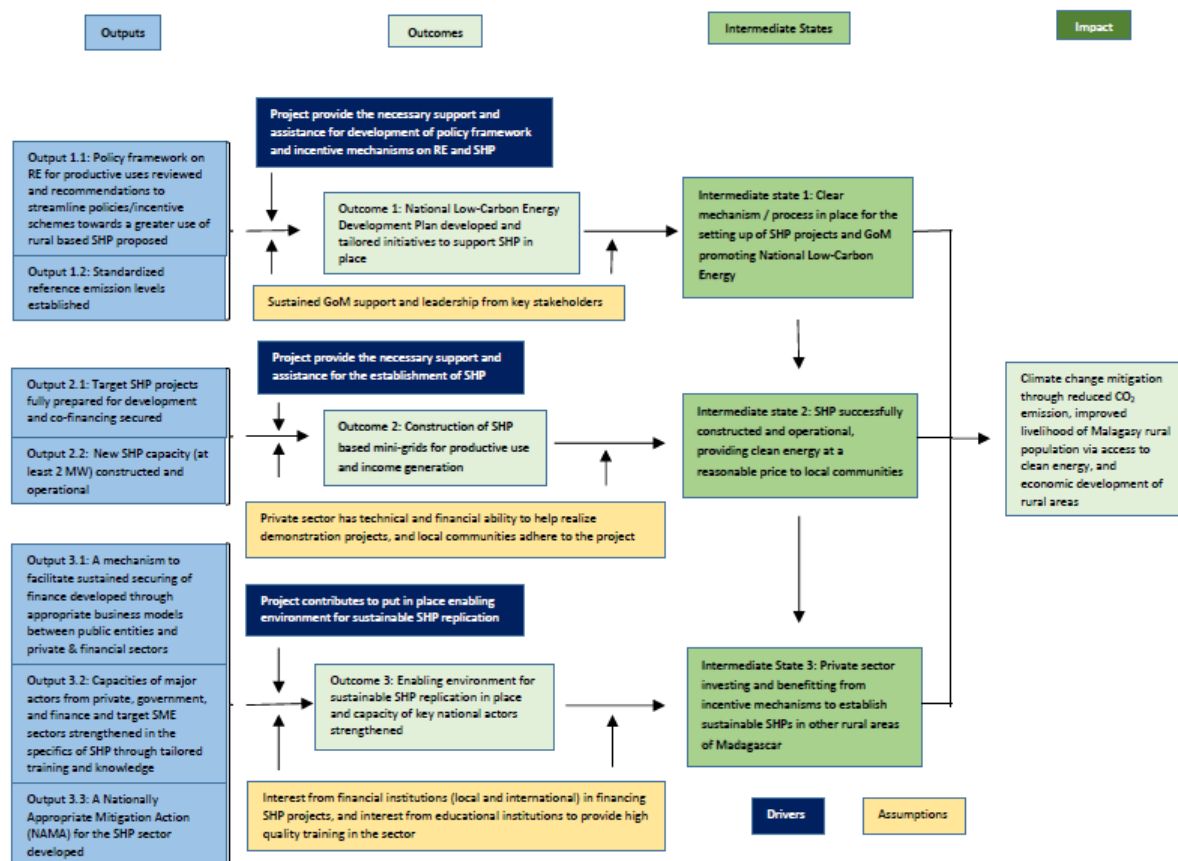 Outputs
Outcomes
Intermediate States
Impact
Project provide the necessary support and
assistance for development of policy framework
and incentive mechanisms on RE and SHP
Output 1.1: Policy framework on
RE for productive uses reviewed
and recommendations to
streamline policies/incentive
schemes towards a greater use of
rural based SHP proposed
Output 1.2: Standardized
reference emission levels
established
Outcome 1: National Low-Carbon Energy
Development Plan developed and
tailored initiatives to support SHP in
place
Sustained GoM support and leadership from key stakeholders
Intermediate state 1: Clear
mechanism / process in place for the
setting up of SHP projects and GoM
promoting National Low-Carbon
Energy
Project provide the necessary support and
assistance for the establishment of SHP
Output 2.1: Target SHP projects
fully prepared for development
and co-financing secured
Output 2.2: New SHP capacity (at
least 2 MW) constructed and
operational
Outcome 2: Construction of SHP
based mini-grids for productive
use and income generation
Private sector has technical and financial ability to help realize
demonstration projects, and local communities adhere to the project
Intermediate state 2: SHP successfully
constructed and operational,
providing clean energy at a
reasonable price to local communities
Climate change mitigation
through reduced CO₂
emission, improved
livelihood of Malagasy rural
population via access to
clean energy, and
economic development of
rural areas
Output 3.1: A mechanism to
facilitate sustained securing of
finance developed through
appropriate business models
between public entities and
private & financial sectors
Output 3.2: Capacities of major
actors from private, government,
and finance and target SME
sectors strengthened in the
specifics of SHP through tailored
training and knowledge
Output 3.3: A Nationally
Appropriate Mitigation Action
(NAMA) for the SHP sector
developed
Project contributes to put in place enabling
environment for sustainable SHP replication
Outcome 3: Enabling environment for
sustainable SHP replication in place
and capacity of key national actors
strengthened
Interest from financial institutions (local and international) in financing
SHP projects, and interest from educational institutions to provide high
quality training in the sector
Intermediate State 3: Private sector
investing and benefitting from
incentive mechanisms to establish
sustainable SHPs in other rural areas
of Madagascar
Drivers
Assumptions